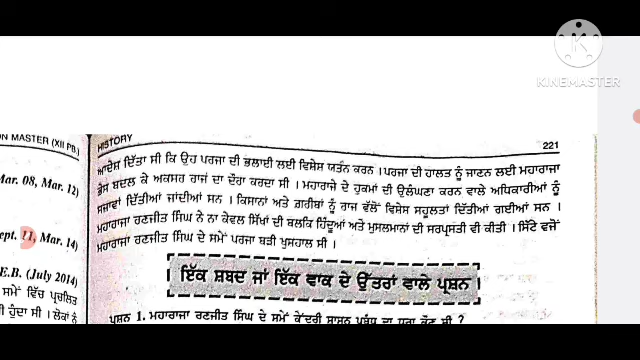 KINEMASTER
ON MASTER (XII PB.)
HISTORY
221
ਆਦੇਸ਼ ਦਿੱਤਾ ਸੀ ਕਿ ਉਹ ਪਰਜਾ ਦੀ ਭਲਾਈ ਲਈ ਵਿਸ਼ੇਸ਼ ਯਤਨ ਕਰਨ । ਪਰਜਾ ਦੀ ਹਾਲਤ ਨੂੰ ਜਾਣਨ ਲਈ ਮਹਾਰਾਜਾ
ਭੇਸ ਬਦਲ ਕੇ ਅਕਸਰ ਰਾਜ ਦਾ ਦੌਰਾ ਕਰਦਾ ਸੀ । ਮਹਾਰਾਜੇ ਦੇ ਹੁਕਮਾਂ ਦੀ ਉਲੰਘਣਾ ਕਰਨ ਵਾਲੇ ਅਧਿਕਾਰੀਆਂ ਨੂੰ
ਸਜ਼ਾਵਾਂ ਦਿੱਤੀਆਂ ਜਾਂਦੀਆਂ ਸਨ । ਕਿਸਾਨਾਂ ਅਤੇ ਗ਼ਰੀਬਾਂ ਨੂੰ ਰਾਜ ਵੱਲੋਂ ਵਿਸ਼ੇਸ਼ ਸਹੂਲਤਾਂ ਦਿੱਤੀਆਂ ਗਈਆਂ ਸਨ ।
ਮਹਾਰਾਜਾ ਰਣਜੀਤ ਸਿੰਘ ਨੇ ਨਾ ਕੇਵਲ ਸਿੱਖਾਂ ਦੀ ਬਲਕਿ ਹਿੰਦੂਆਂ ਅਤੇ ਮੁਸਲਮਾਨਾਂ ਦੀ ਸਰਪ੍ਰਸਤੀ ਵੀ ਕੀਤੀ । ਸਿੱਟੇ ਵਜੋਂ
ਮਹਾਰਾਜਾ ਰਣਜੀਤ ਸਿੰਘ ਦੇ ਸਮੇਂ ਪਰਜਾ ਬੜੀ ਖੁਸ਼ਹਾਲ ਸੀ ।
Mar. 08, Mar. 12)
ept. 11, Mar. 14)
E.B. (July 2014)
ਸਮੇਂ ਵਿੱਚ ਪ੍ਰਚਲਿਤ
ੀ ਹੁੰਦਾ ਸੀ । ਲੋਕਾਂ ਨੂੰ
ਇੱਕ ਸ਼ਬਦ ਜਾਂ ਇੱਕ ਵਾਕ ਦੇ ਉੱਤਰਾਂ ਵਾਲੇ ਪ੍ਰਸ਼ਨ
ਪ੍ਰਸ਼ਨ 1. ਮਹਾਰਾਜਾ ਰਣਜੀਤ ਸਿੰਘ ਦੇ ਸਮੇਂ ਕੇਂਦਰੀ ਸ਼ਾਸਨ ਪ੍ਰਬੰਧ ਦਾ ਧੁਰਾ ਕੌਣ ਸੀ ?